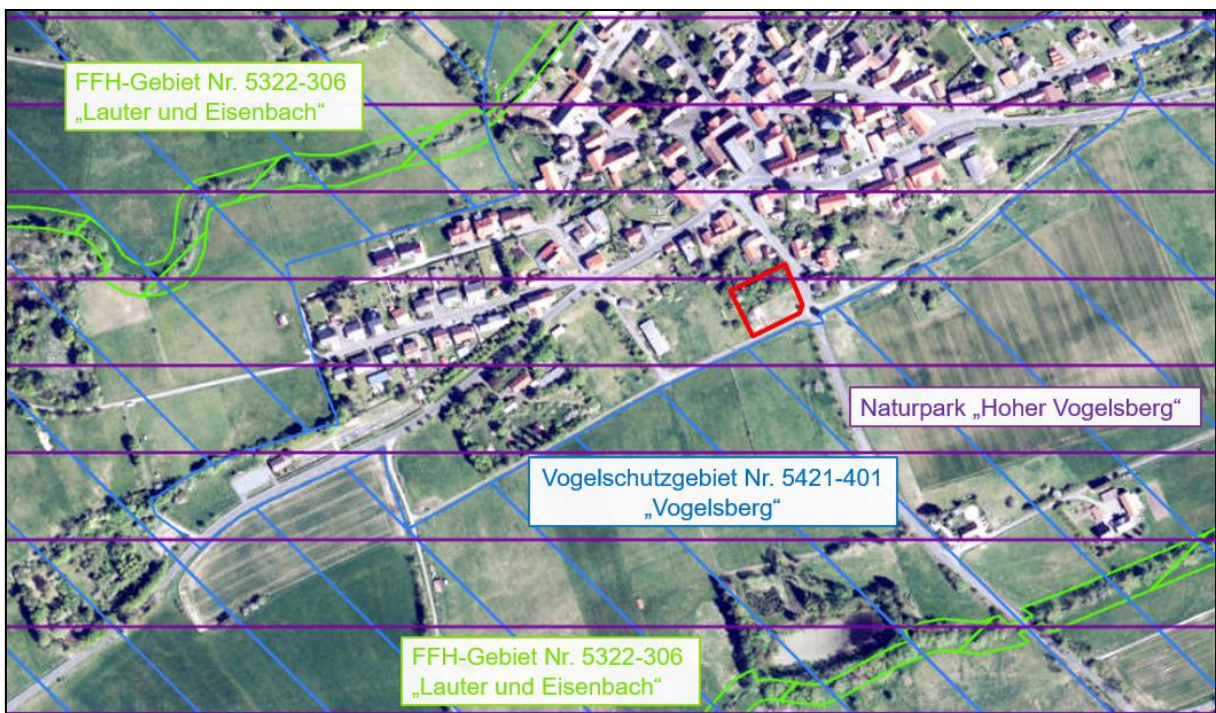 FFH-Gebiet Nr. 5322-306
„Lauter und Eisenbach“
Naturpark „Hoher Vogelsberg“
Vogelschutzgebiet Nr. 5421-401
„Vogelsberg“
FFH-Gebiet Nr. 5322-306
„Lauter und Eisenbach“